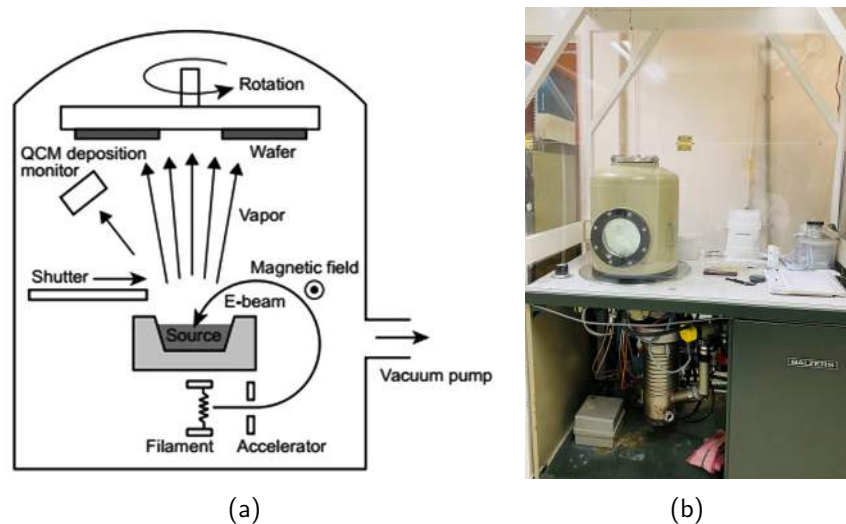 Rotation
QCM deposition
monitor
Wafer
Vapor
Shutter
Magnetic field
E-beam
Source
Vacuum pump
Filament
Accelerator
BALZERS
(a)
(b)